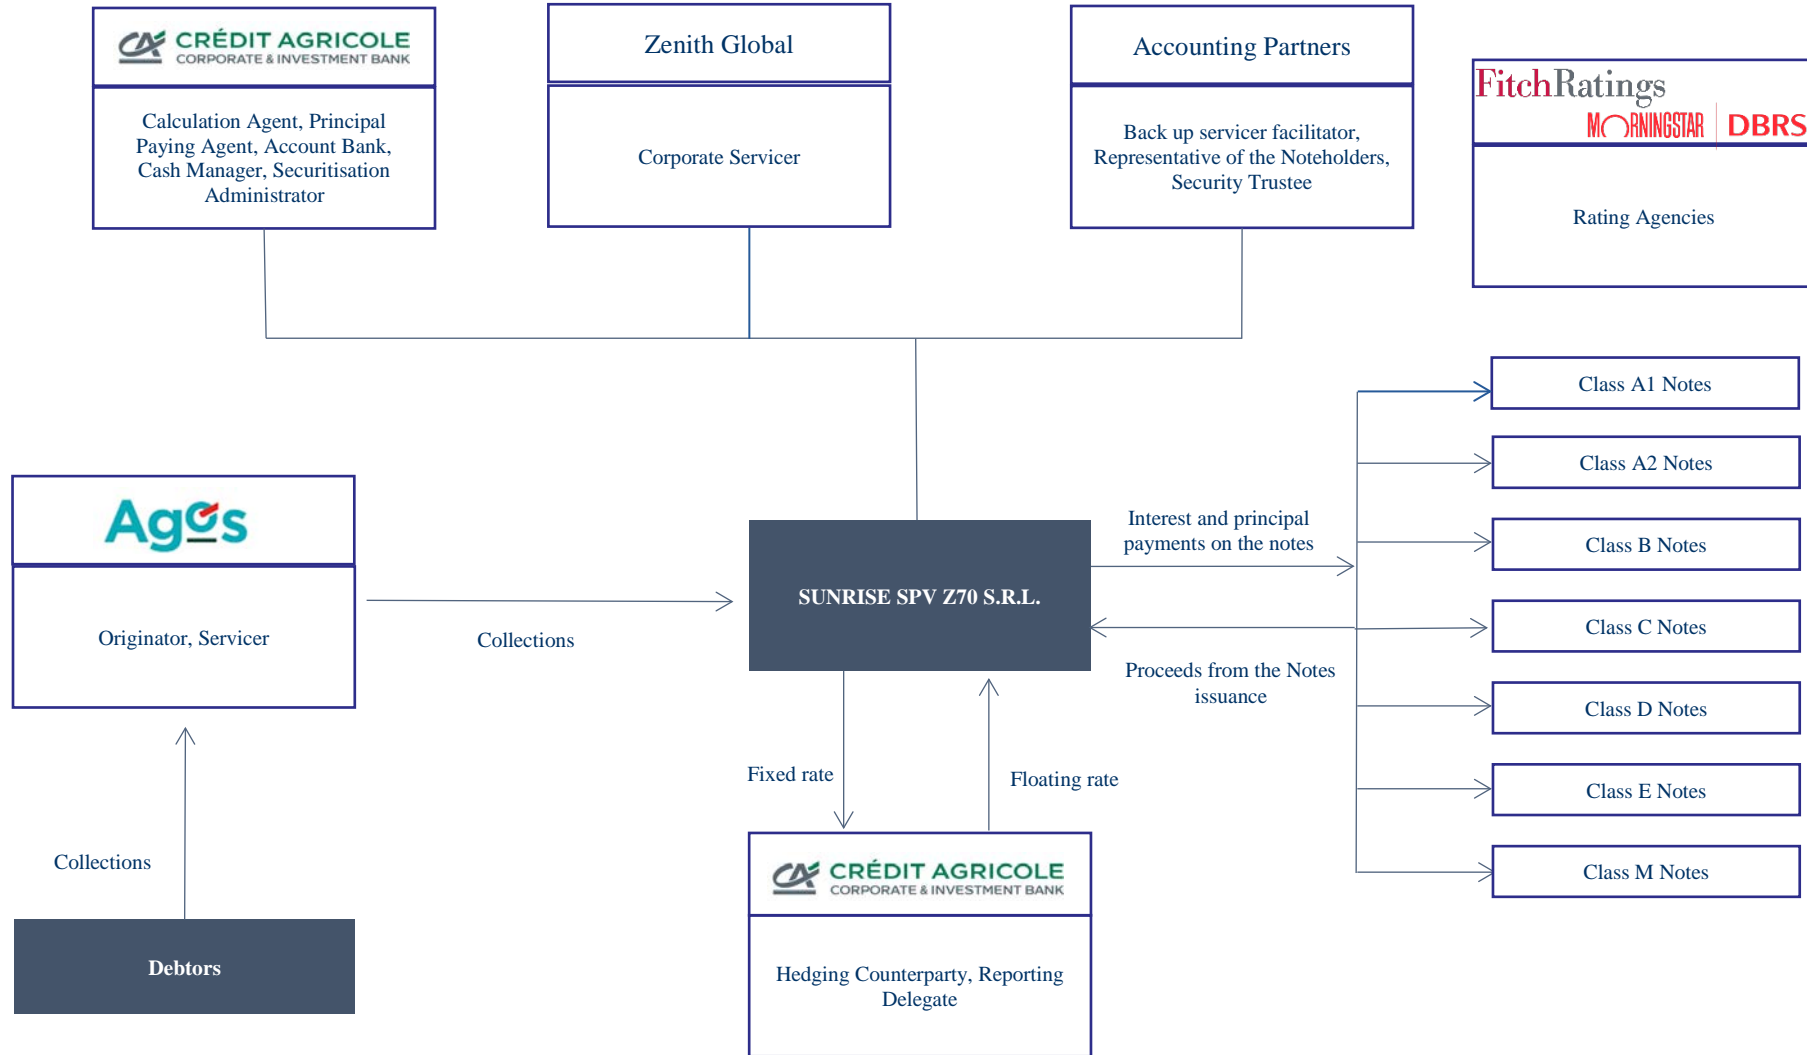 CRÉDIT AGRICOLE
CORPORATE & INVESTMENT BANK
Calculation Agent, Principal
Paying Agent, Account Bank,
Cash Manager, Securitisation
Administrator
Zenith Global
Corporate Servicer
Accounting Partners
Back up servicer facilitator,
Representative of the Noteholders,
Security Trustee
FitchRatings
MORNINGSTAR DBRS
Rating Agencies
Agos
Originator, Servicer
Collections
Collections
Debtors
SUNRISE SPV Z70 S.R.L.
Interest and principal
payments on the notes
Proceeds from the Notes
issuance
Fixed rate
Floating rate
CRÉDIT AGRICOLE
CORPORATE & INVESTMENT BANK
Hedging Counterparty, Reporting
Delegate
Class A1 Notes
Class A2 Notes
Class B Notes
Class C Notes
Class D Notes
Class E Notes
Class M Notes